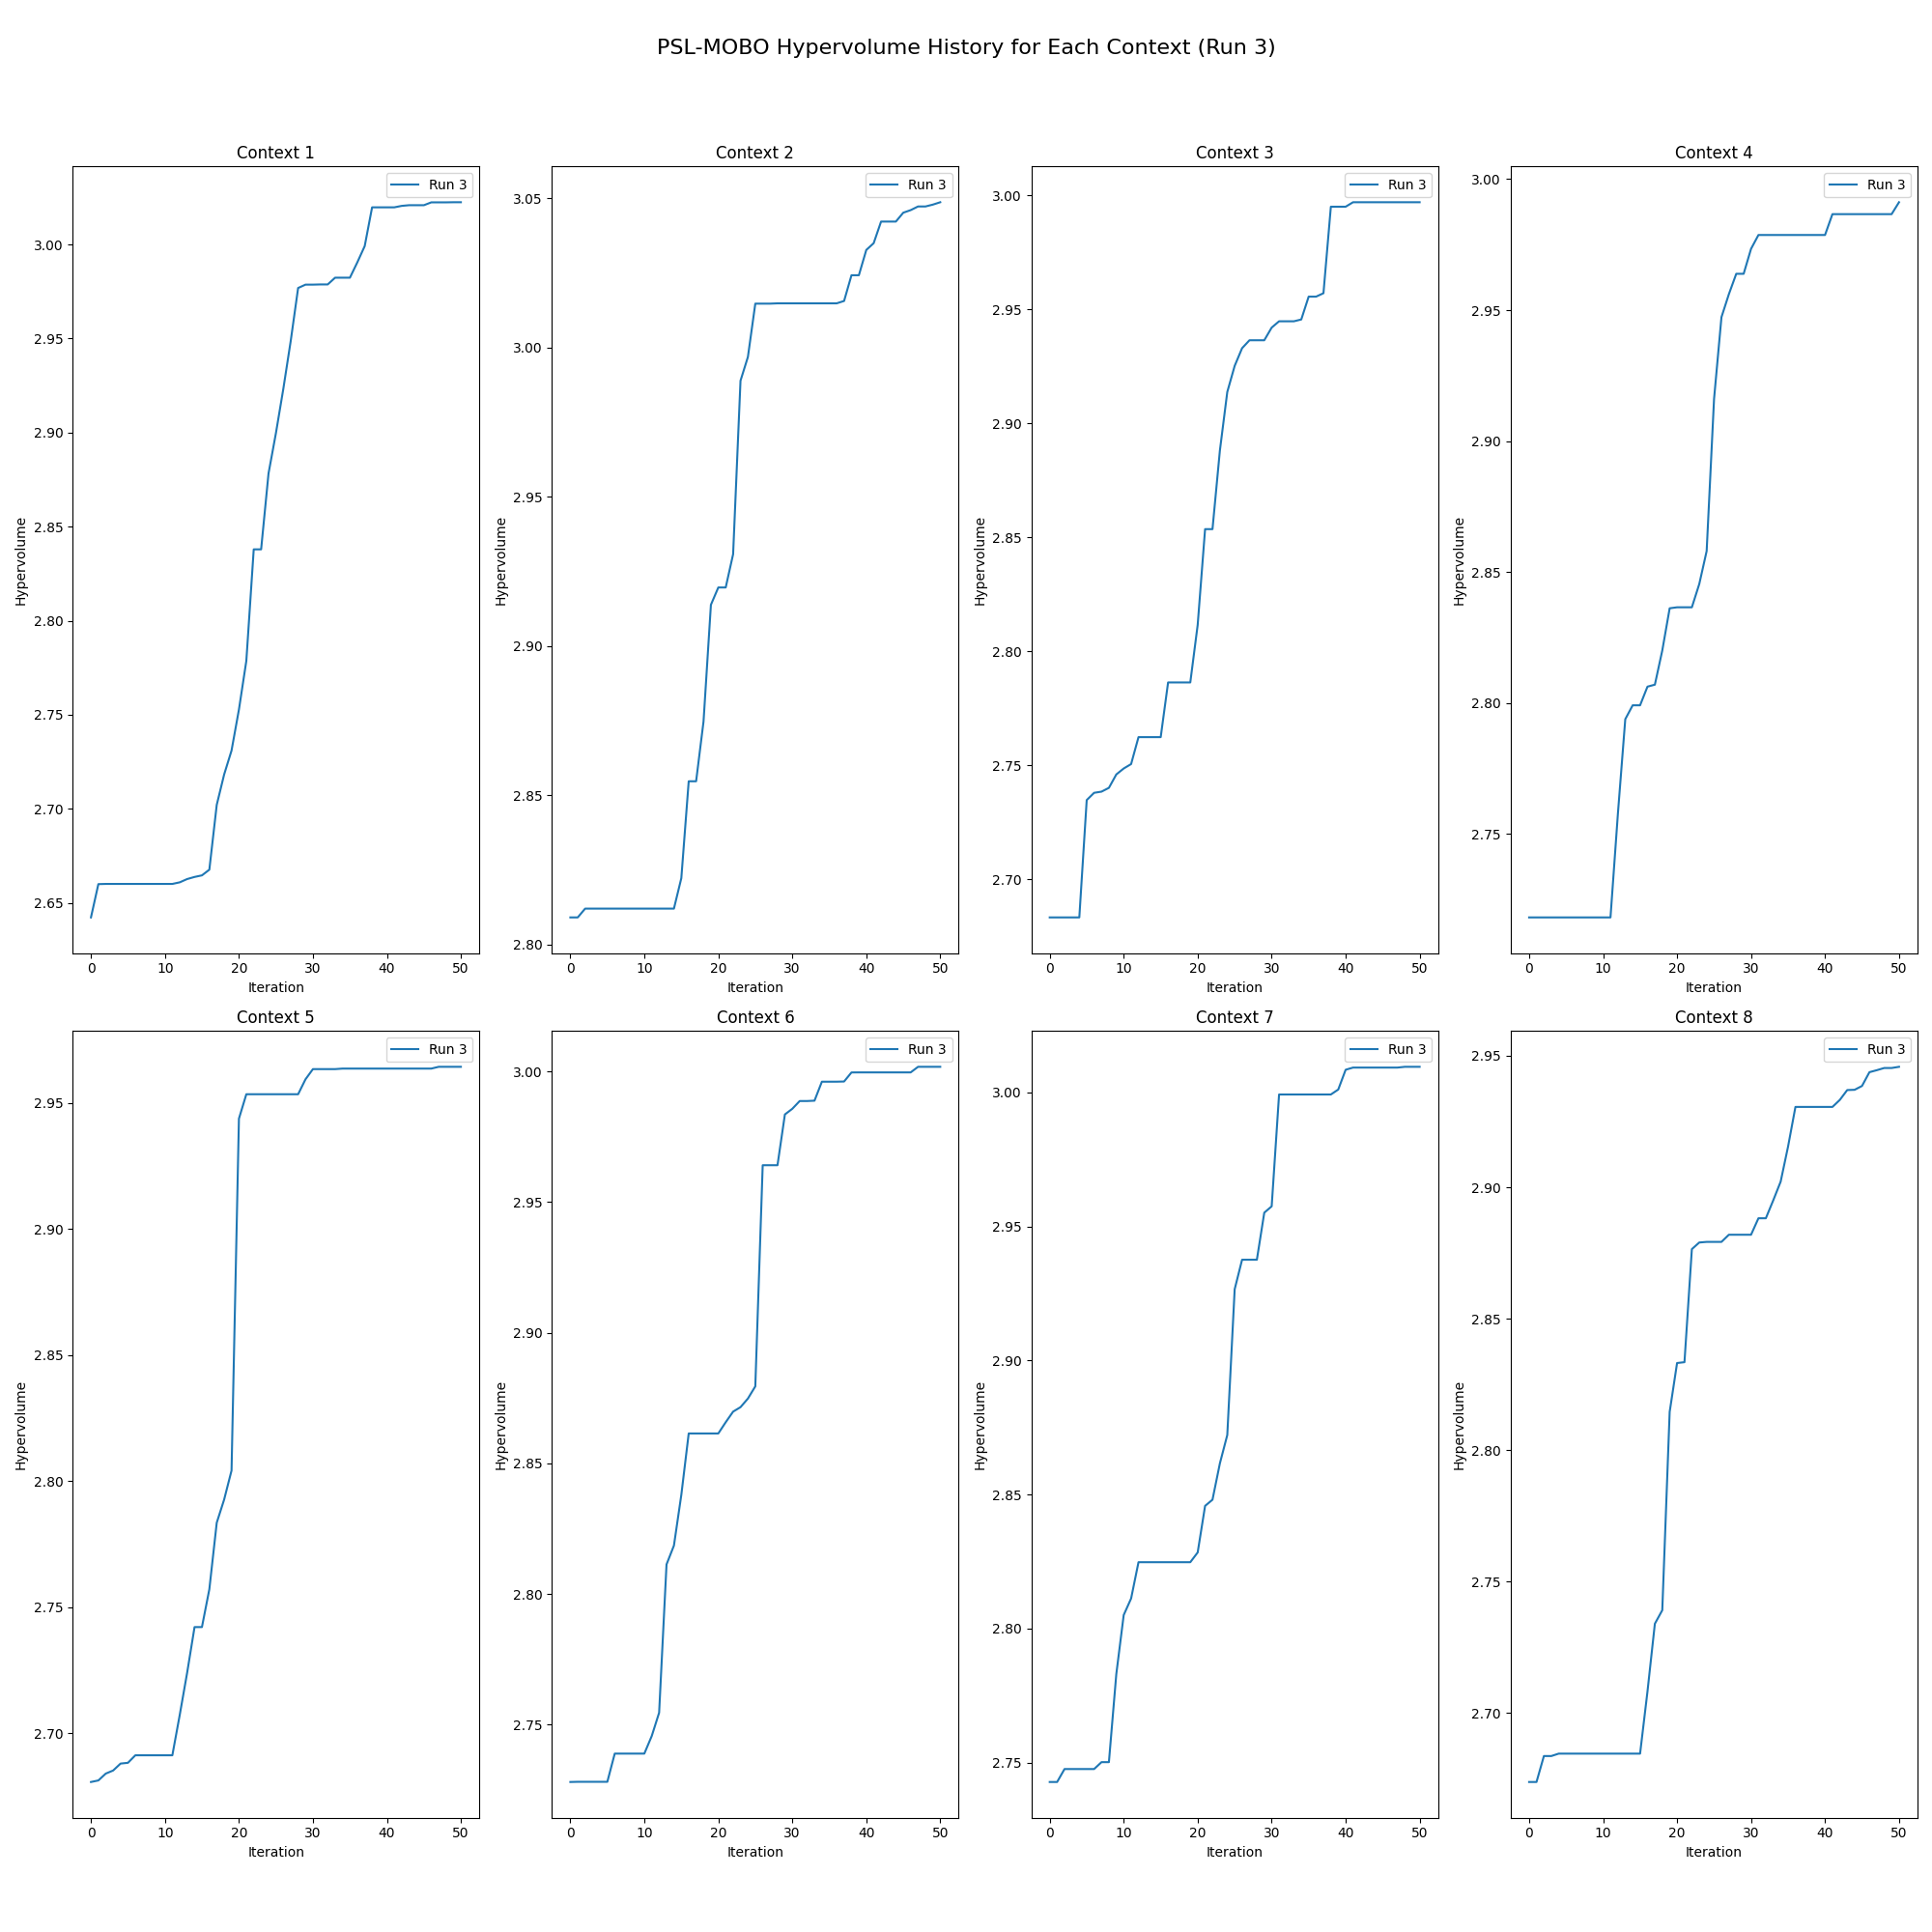 PSL-MOBO Hypervolume History for Each Context (Run 3)
Context 1
Run 3
3.00
2.95
2.90
2.85
2.80
2.75
2.70
2.65
Hypervolume
0 10 20 30 40 50
Iteration
Context 2
Run 3
3.05
3.00
2.95
2.90
2.85
2.80
Hypervolume
0 10 20 30 40 50
Iteration
Context 3
Run 3
3.00
2.95
2.90
2.85
2.80
2.75
2.70
Hypervolume
0 10 20 30 40 50
Iteration
Context 4
Run 3
3.00
2.95
2.90
2.85
2.80
2.75
Hypervolume
0 10 20 30 40 50
Iteration
Context 5
Run 3
2.95
2.90
2.85
2.80
2.75
2.70
Hypervolume
0 10 20 30 40 50
Iteration
Context 6
Run 3
3.00
2.95
2.90
2.85
2.80
2.75
Hypervolume
0 10 20 30 40 50
Iteration
Context 7
Run 3
3.00
2.95
2.90
2.85
2.80
2.75
Hypervolume
0 10 20 30 40 50
Iteration
Context 8
Run 3
2.95
2.90
2.85
2.80
2.75
2.70
Hypervolume
0 10 20 30 40 50
Iteration